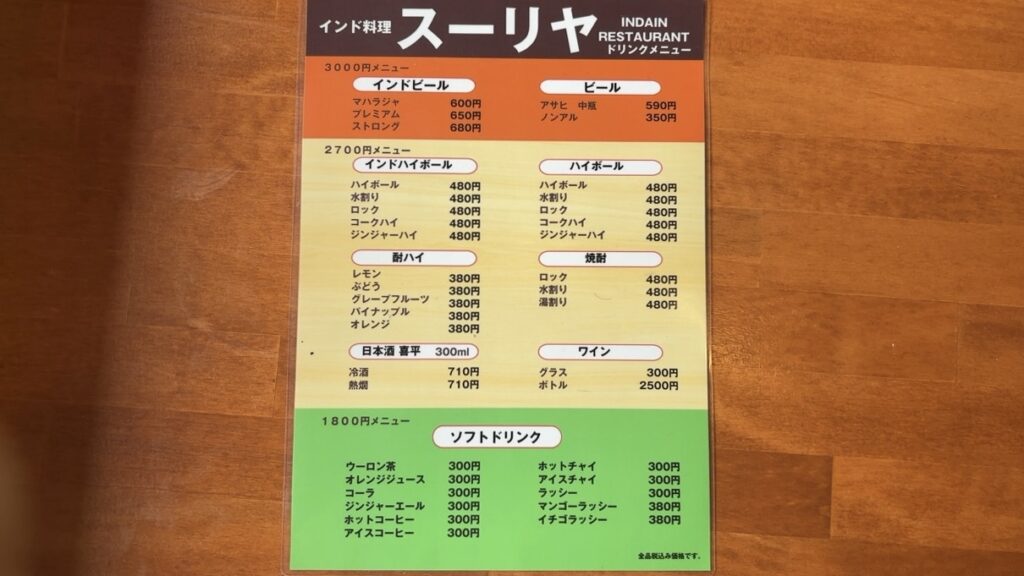 インド料理 スーリヤ INDAIN RESTAURANT
ドリンクメニュー
3000円メニュー
インドビール
マハラジャ 600円
プレミアム 650円
ストロング 680円
ビール
アサヒ 中瓶 590円
ノンアル 350円
2700円メニュー
インドハイボール
ハイボール 480円
水割り 480円
ロック 480円
コークハイ 480円
ジンジャーハイ 480円
ハイボール
ハイボール 480円
水割り 480円
ロック 480円
コークハイ 480円
ジンジャーハイ 480円
酎ハイ
レモン 380円
ぶどう 380円
グレープフルーツ 380円
パイナップル 380円
オレンジ 380円
焼酎
ロック 480円
水割り 480円
湯割り 480円
日本酒 喜平 300ml
冷酒 710円
熱燗 710円
ワイン
グラス 300円
ボトル 2500円
1800円メニュー
ソフトドリンク
ウーロン茶 300円
オレンジジュース 300円
コーラ 300円
ジンジャーエール 300円
ホットコーヒー 300円
アイスコーヒー 300円
ホットチャイ 300円
アイスチャイ 300円
ラッシー 300円
マンゴーラッシー 380円
イチゴラッシー 380円
全品税込み価格です。